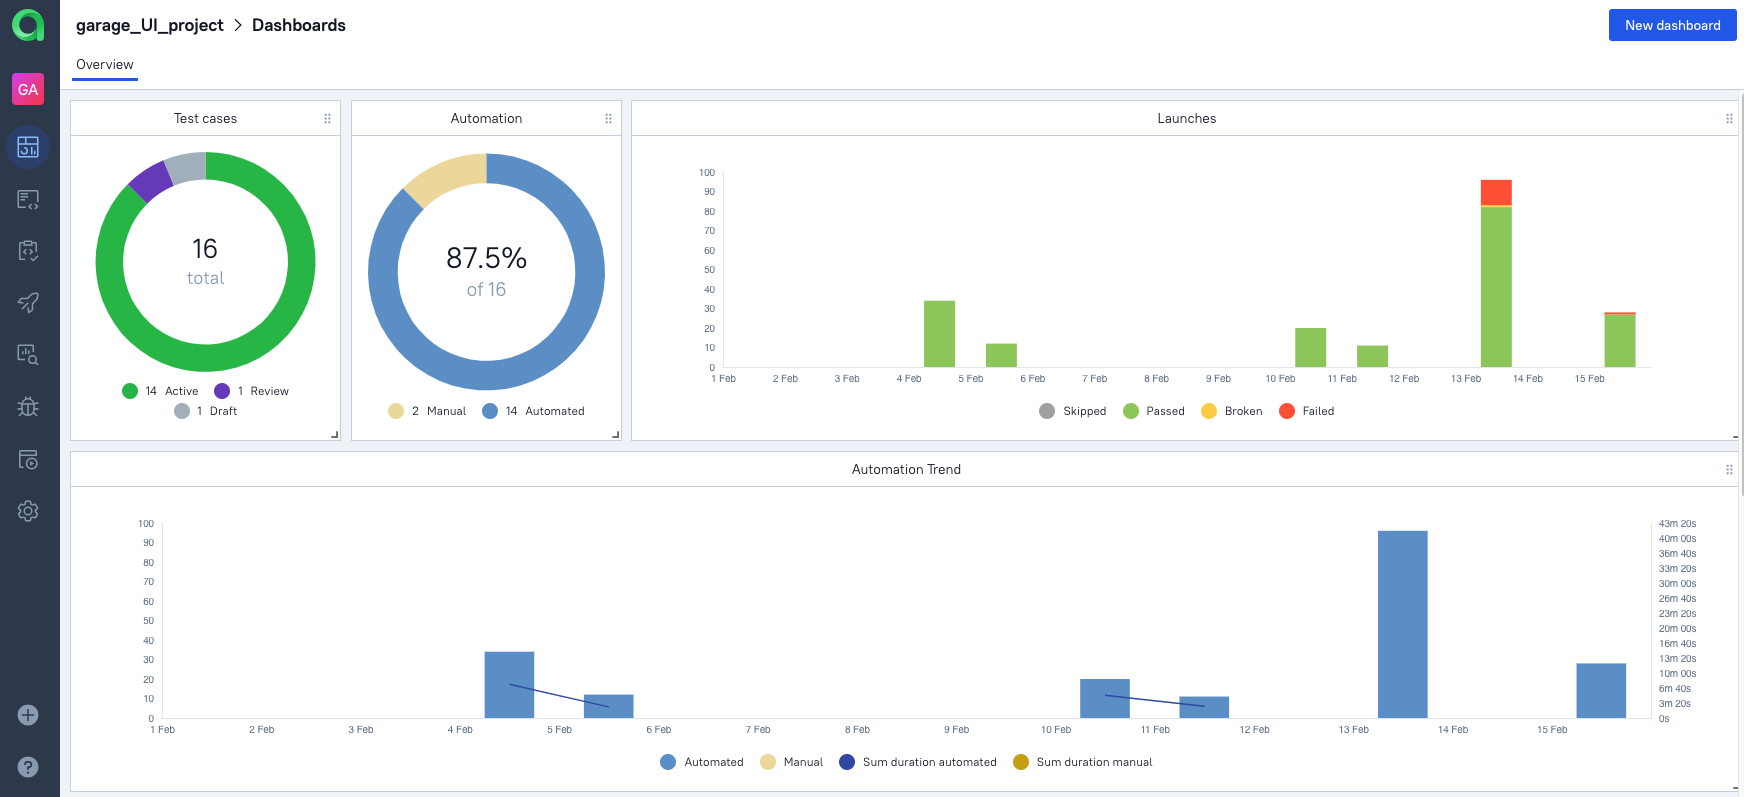 garage_UI_project > Dashboards
New dashboard
Overview
GA
Test cases
16
total
14 Active
1 Review
1 Draft
Automation
87.5%
of 16
2 Manual
14 Automated
Launches
100
90
80
70
60
50
40
30
20
10
0
1 Feb
2 Feb
3 Feb
4 Feb
5 Feb
6 Feb
7 Feb
8 Feb
9 Feb
10 Feb
11 Feb
12 Feb
13 Feb
14 Feb
15 Feb
Skipped
Passed
Broken
Failed
Automation Trend
100
90
80
70
60
50
40
30
20
10
0
43m 20s
40m 00s
36m 40s
33m 20s
30m 00s
26m 40s
23m 20s
20m 00s
16m 40s
13m 20s
10m 00s
6m 40s
3m 20s
0s
1 Feb
2 Feb
3 Feb
4 Feb
5 Feb
6 Feb
7 Feb
8 Feb
9 Feb
10 Feb
11 Feb
12 Feb
13 Feb
14 Feb
15 Feb
Automated
Manual
Sum duration automated
Sum duration manual